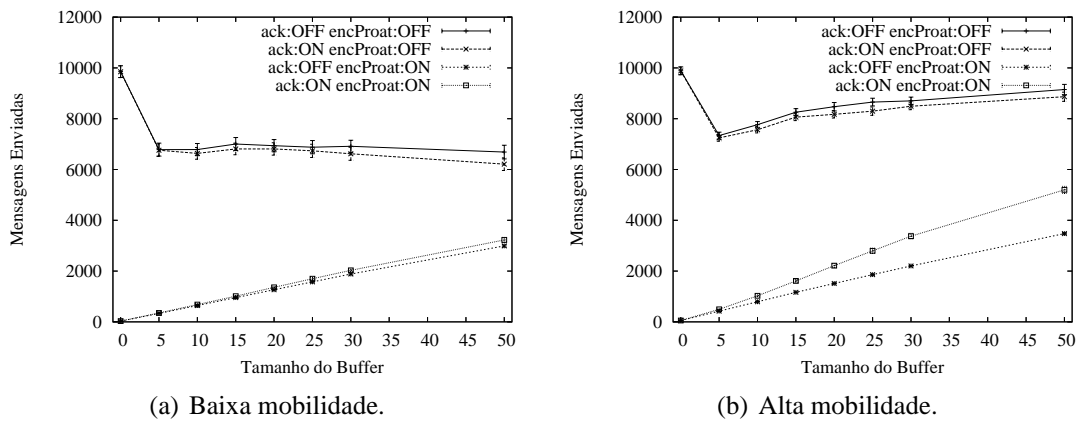 12000
10000
8000
6000
4000
2000
0
Mensagens Enviadas
ack:OFF encProat:OFF
ack:ON encProat:OFF
ack:OFF encProat:ON
ack:ON encProat:ON
0 5 10 15 20 25 30 35 40 45 50
Tamanho do Buffer
(a) Baixa mobilidade.
12000
10000
8000
6000
4000
2000
0
Mensagens Enviadas
ack:OFF encProat:OFF
ack:ON encProat:OFF
ack:OFF encProat:ON
ack:ON encProat:ON
0 5 10 15 20 25 30 35 40 45 50
Tamanho do Buffer
(b) Alta mobilidade.